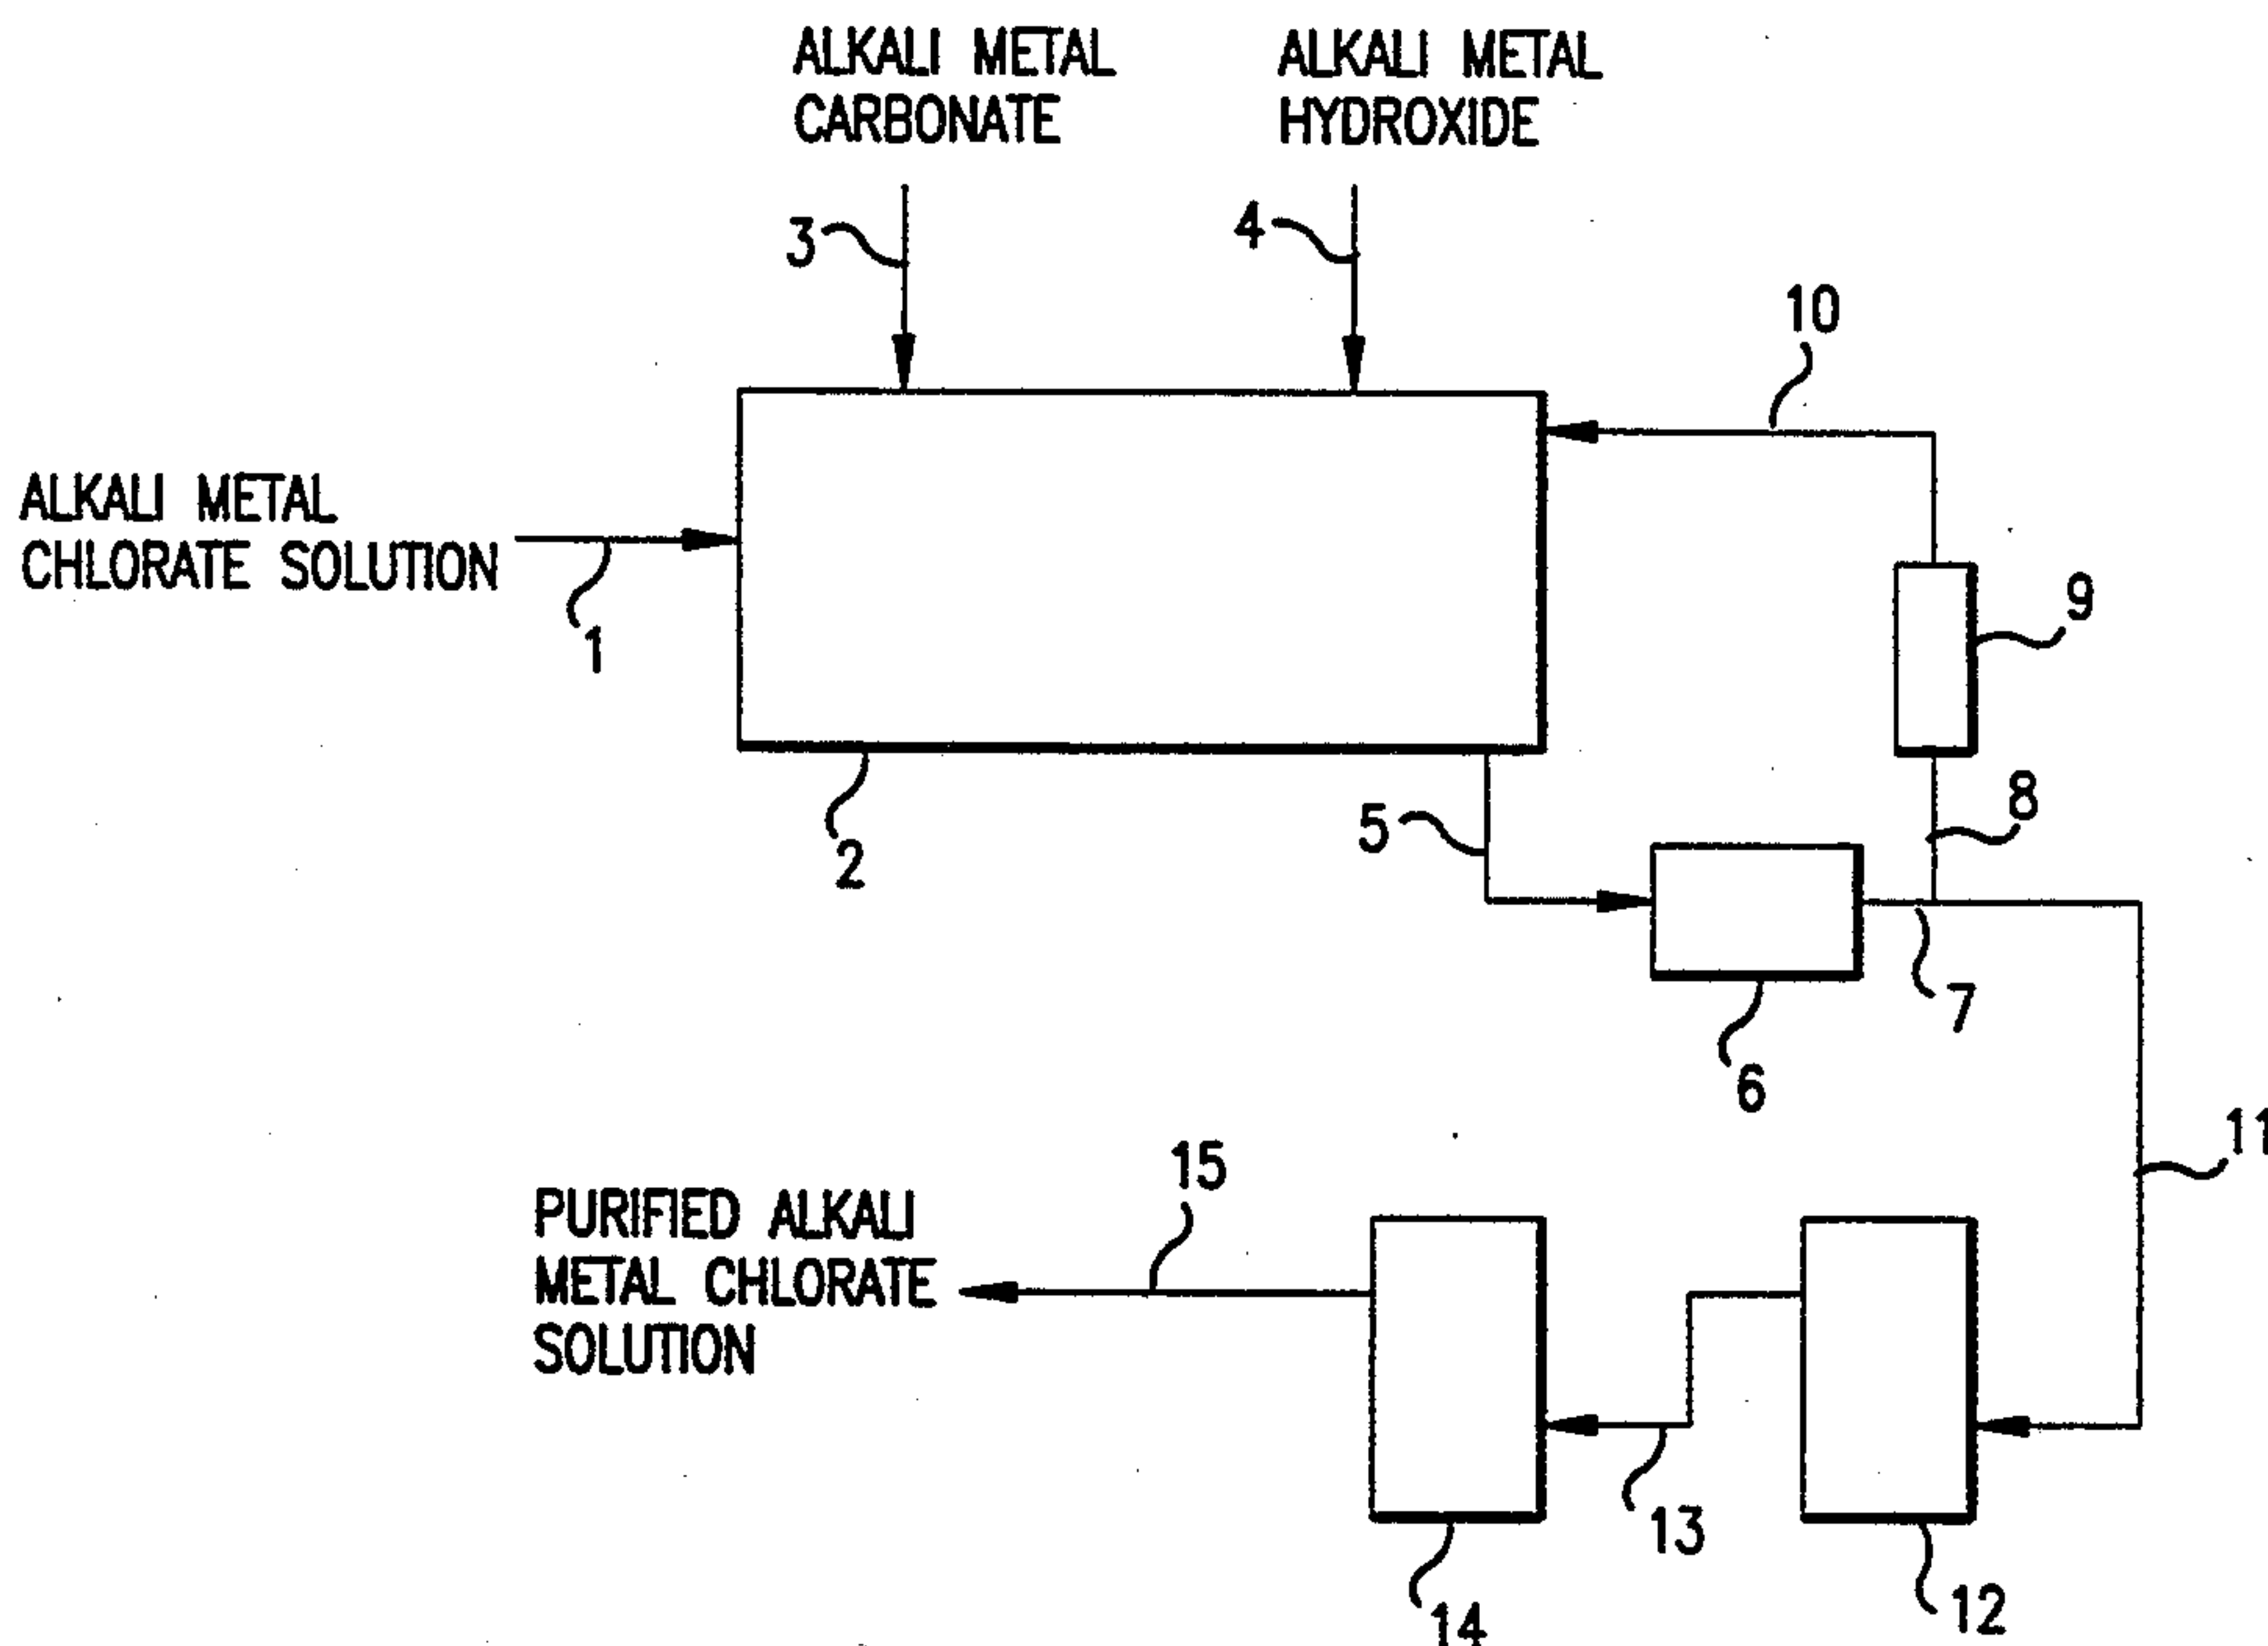 ALKALI METAL
CARBONATE
ALKALI METAL
HYDROXIDE
3
4
10
ALKALI METAL
CHLORATE SOLUTION
1
9
8
5
2
7
6
11
15
PURIFIED ALKALI
METAL CHLORATE
SOLUTION
13
14
12